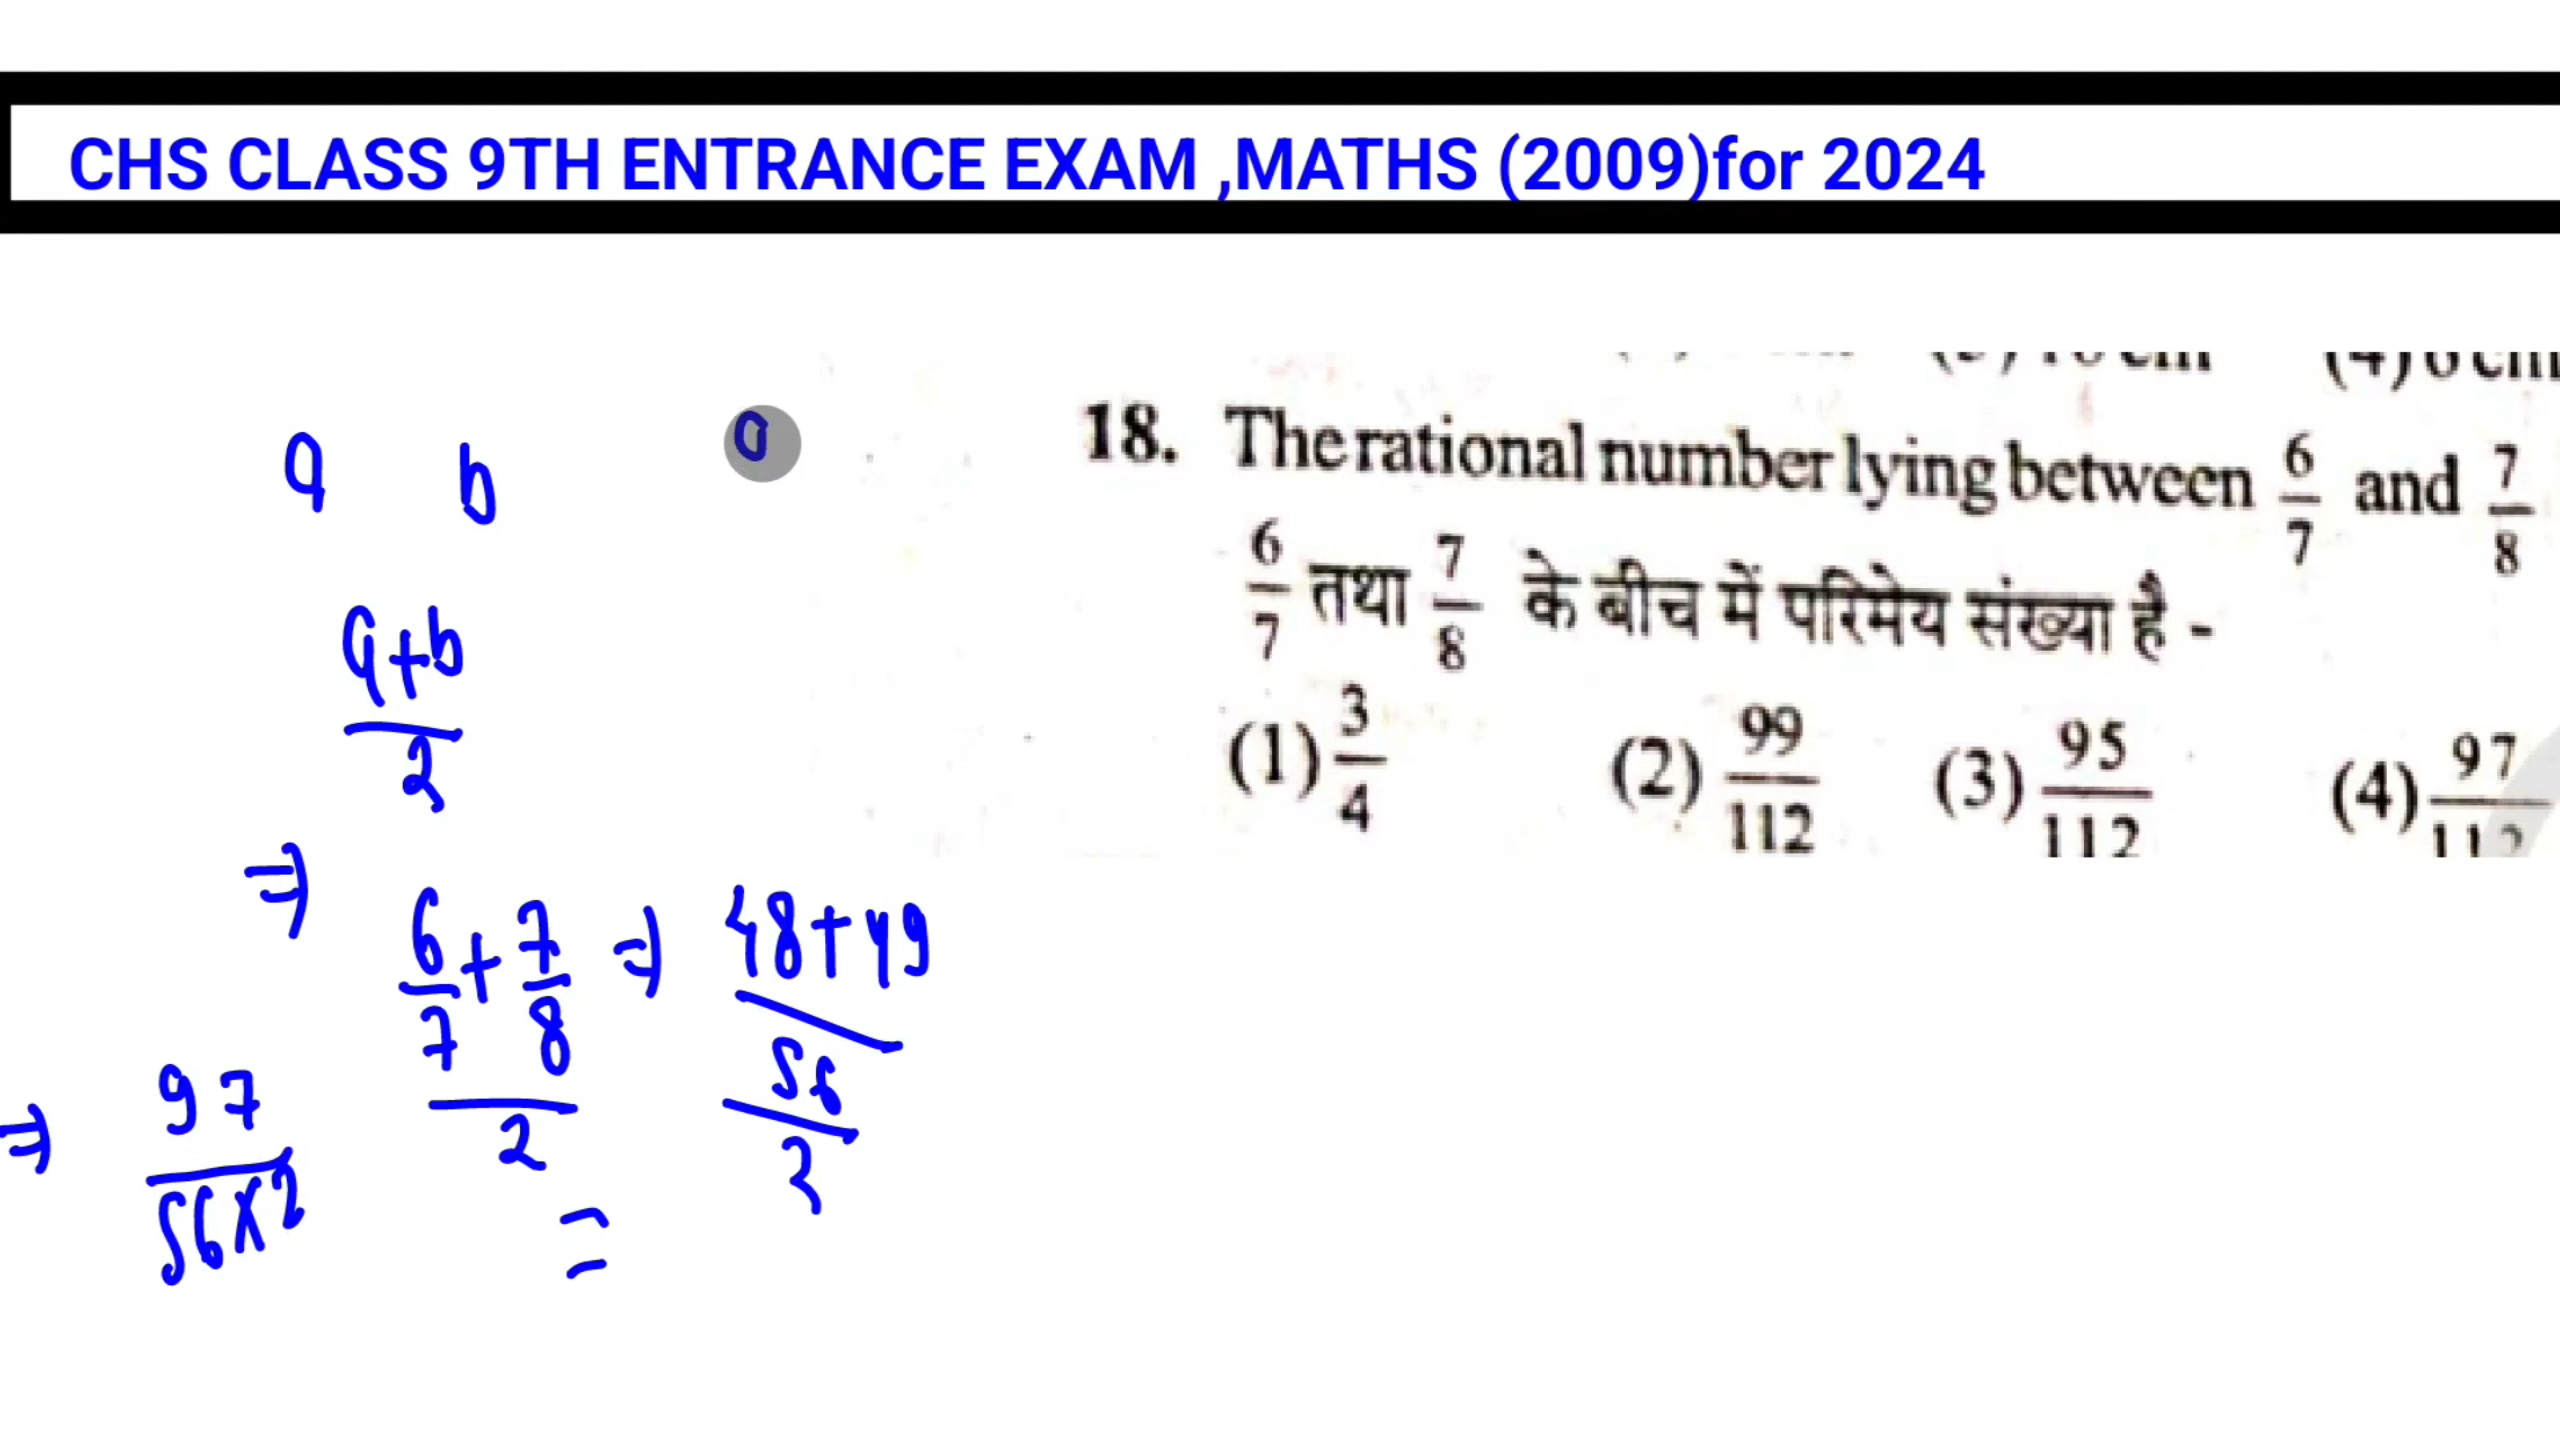 CHS CLASS 9TH ENTRANCE EXAM ,MATHS (2009)for 2024
18. The rational number lying between 6/7 and 7/8
6/7 तथा 7/8 के बीच में परिमेय संख्या है -
(1) 3/4 (2) 99/112 (3) 95/112 (4) 97/112
a b a
a+b
2
⇒ 6/7 + 7/8 ⇒ 48+49
56
2 2
⇒ 97
56×2
=